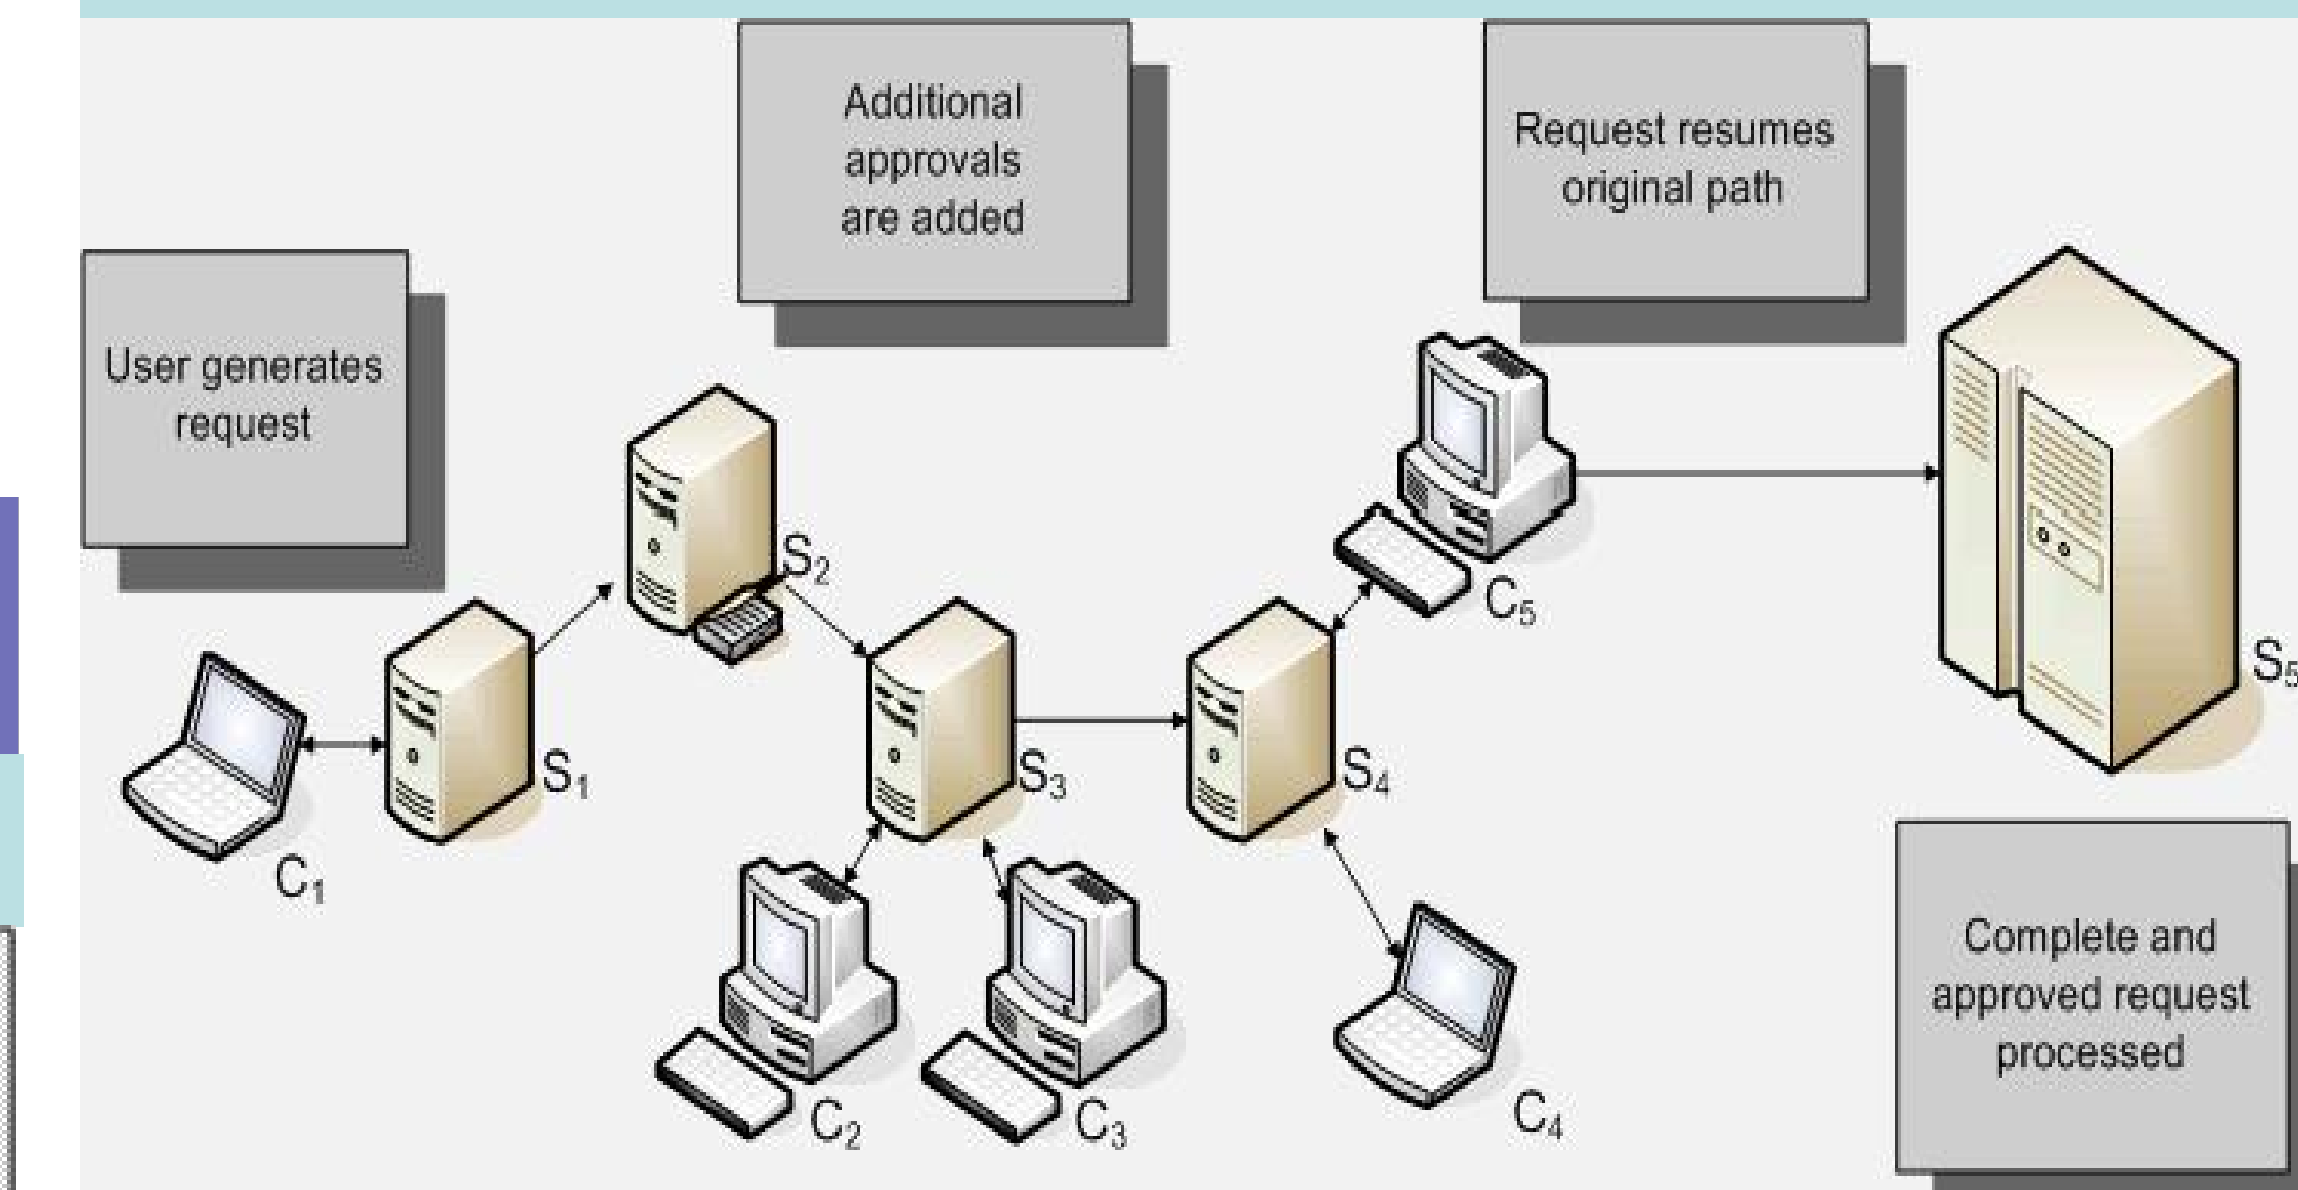 Additional
approvals
are added
Request resumes
original path
User generates
request
S₂
C₅
S₅
S₁
S₃
S₄
C₁
C₂
C₃
C₄
Complete and
approved request
processed